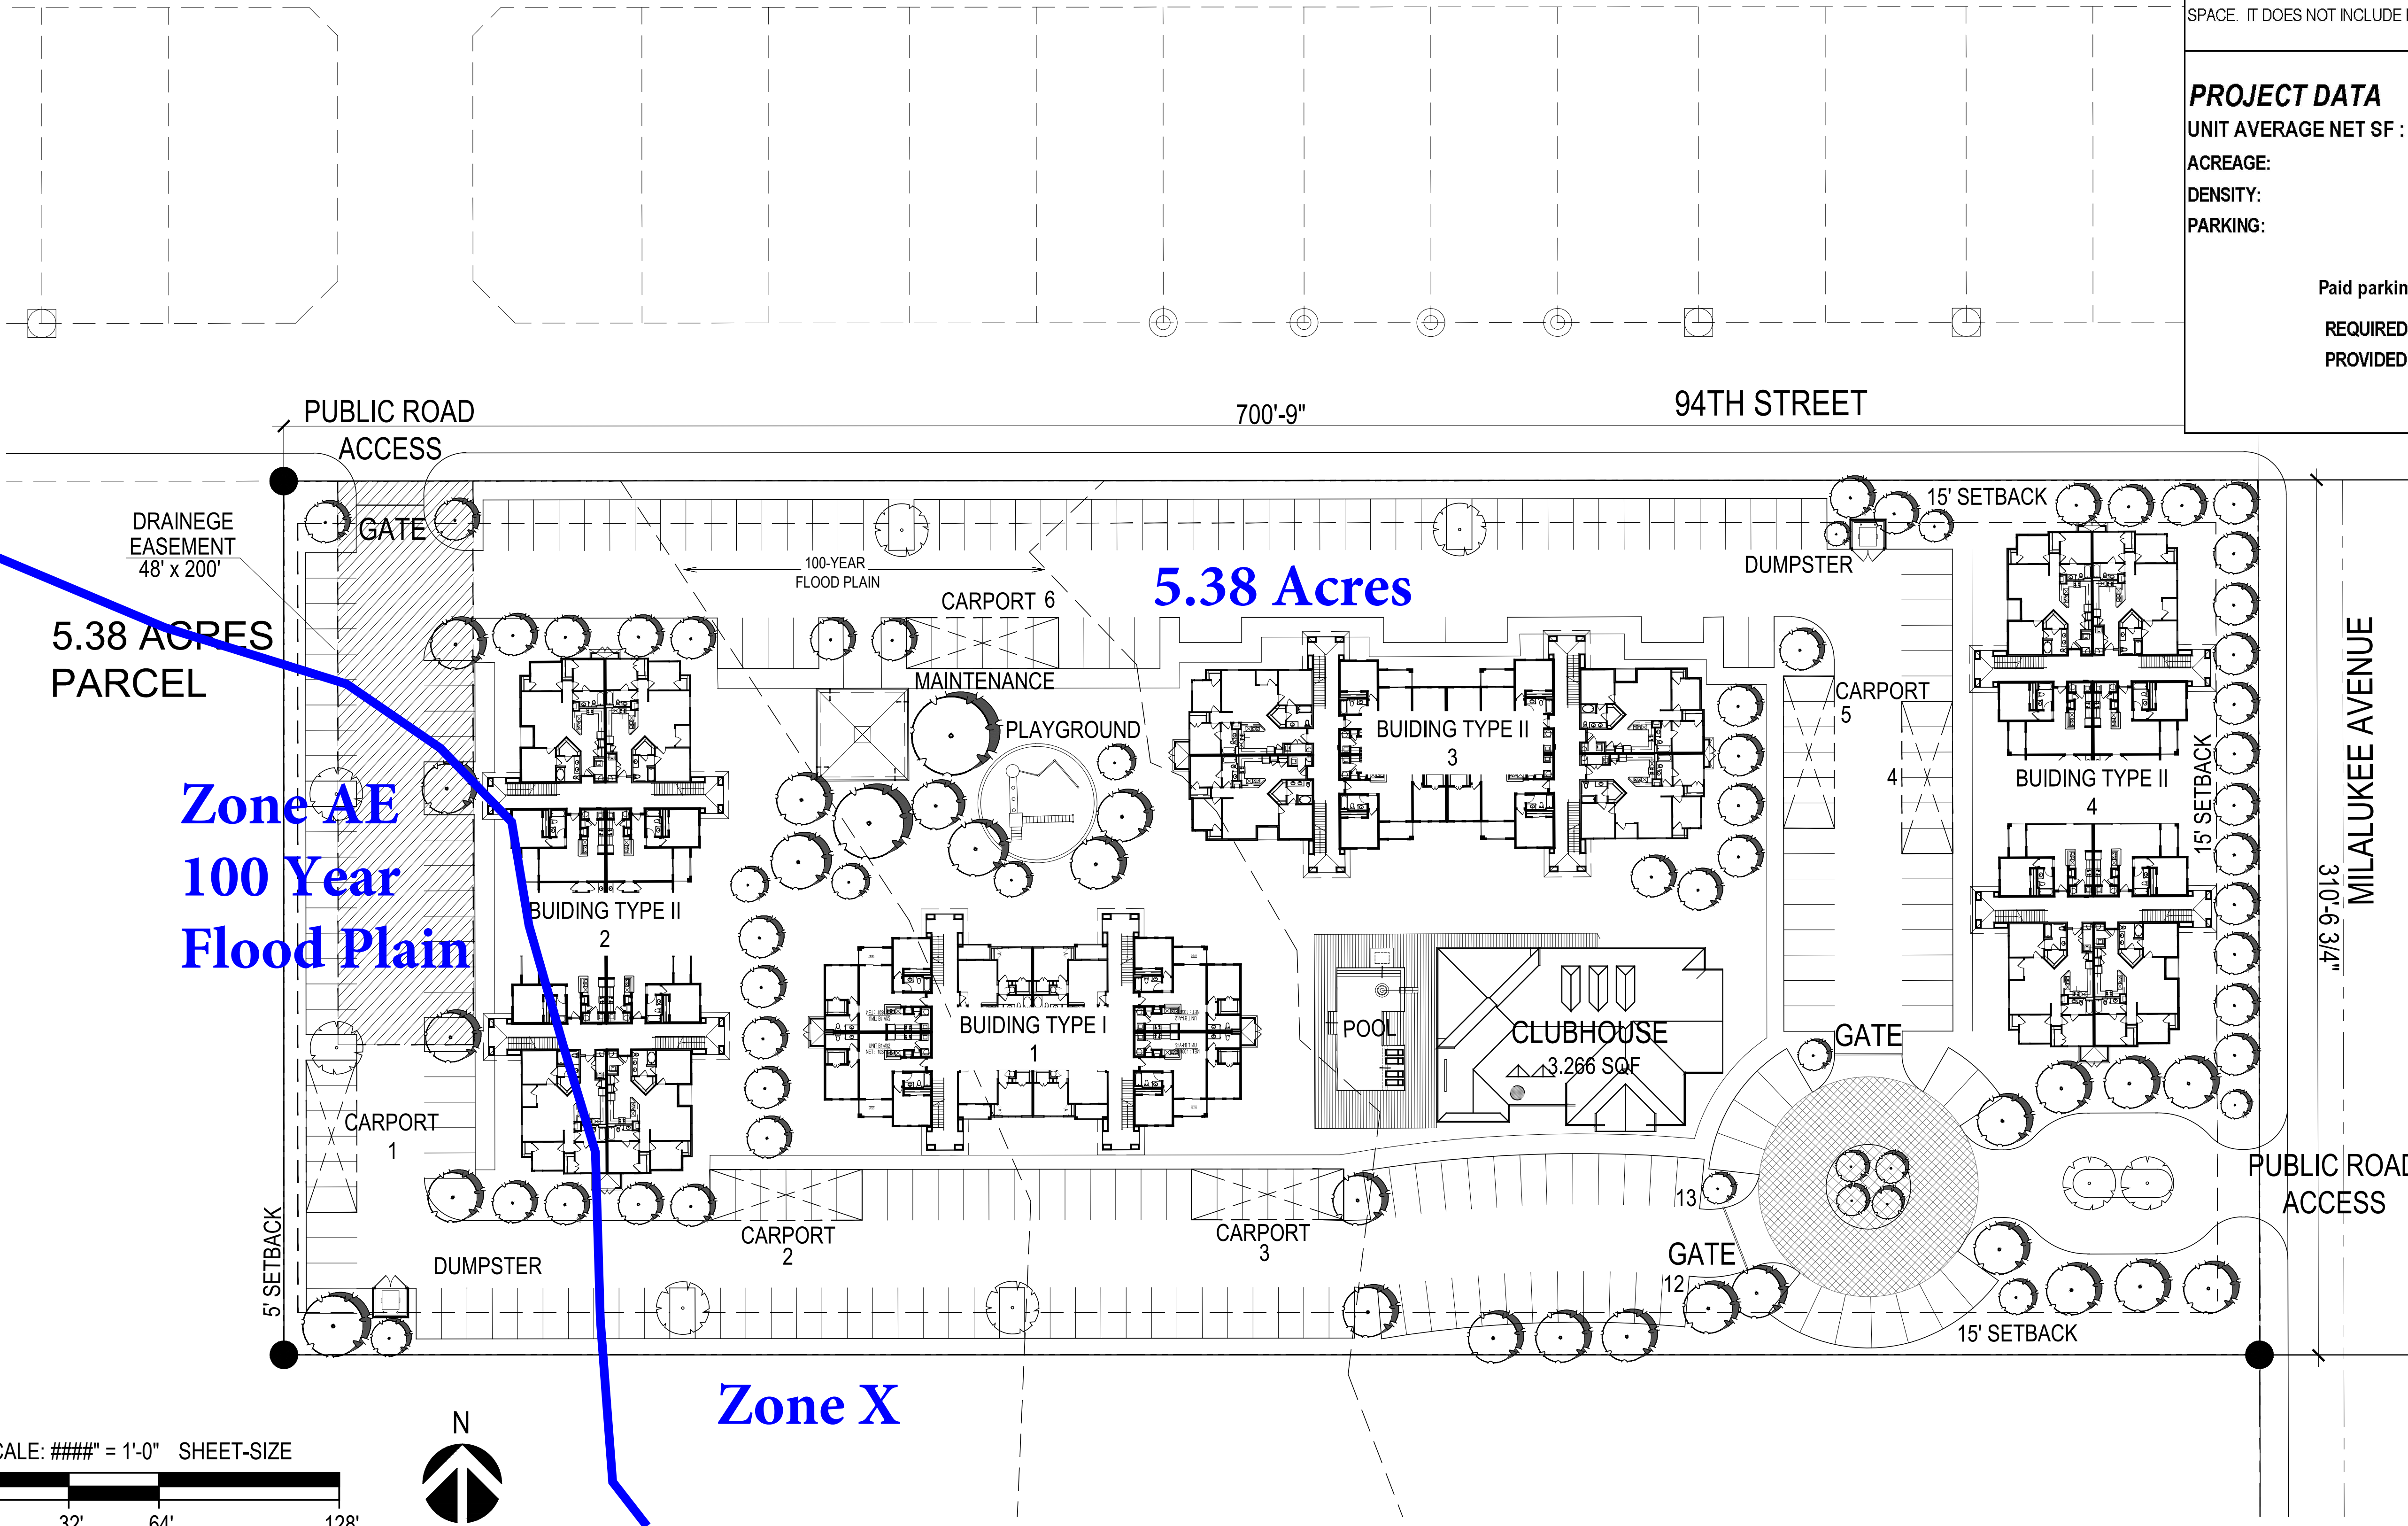 SPACE. IT DOES NOT INCLUDE
PROJECT DATA
UNIT AVERAGE NET SF :
ACREAGE:
DENSITY:
PARKING:
Paid parkin
REQUIRED
PROVIDED
PUBLIC ROAD
ACCESS
700'-9"
94TH STREET
DRAINEGE
EASEMENT
48' x 200'
GATE
15' SETBACK
100-YEAR
FLOOD PLAIN
DUMPSTER
5.38 Acres
CARPORT 6
5.38 ACRES
PARCEL
MAINTENANCE
PLAYGROUND
BUIDING TYPE II
3
CARPORT
5
4
BUIDING TYPE II
4
15' SETBACK
MILALUKEE AVENUE
310'-6 3/4"
Zone AE
100 Year
Flood Plain
BUIDING TYPE II
2
BUIDING TYPE I
1
POOL
CLUBHOUSE
3.266 SQF
GATE
CARPORT
1
PUBLIC ROAD
ACCESS
13
CARPORT
2
CARPORT
3
GATE
12
DUMPSTER
5' SETBACK
15' SETBACK
Zone X
N
CALE: ####" = 1'-0" SHEET-SIZE
32' 64' 128'